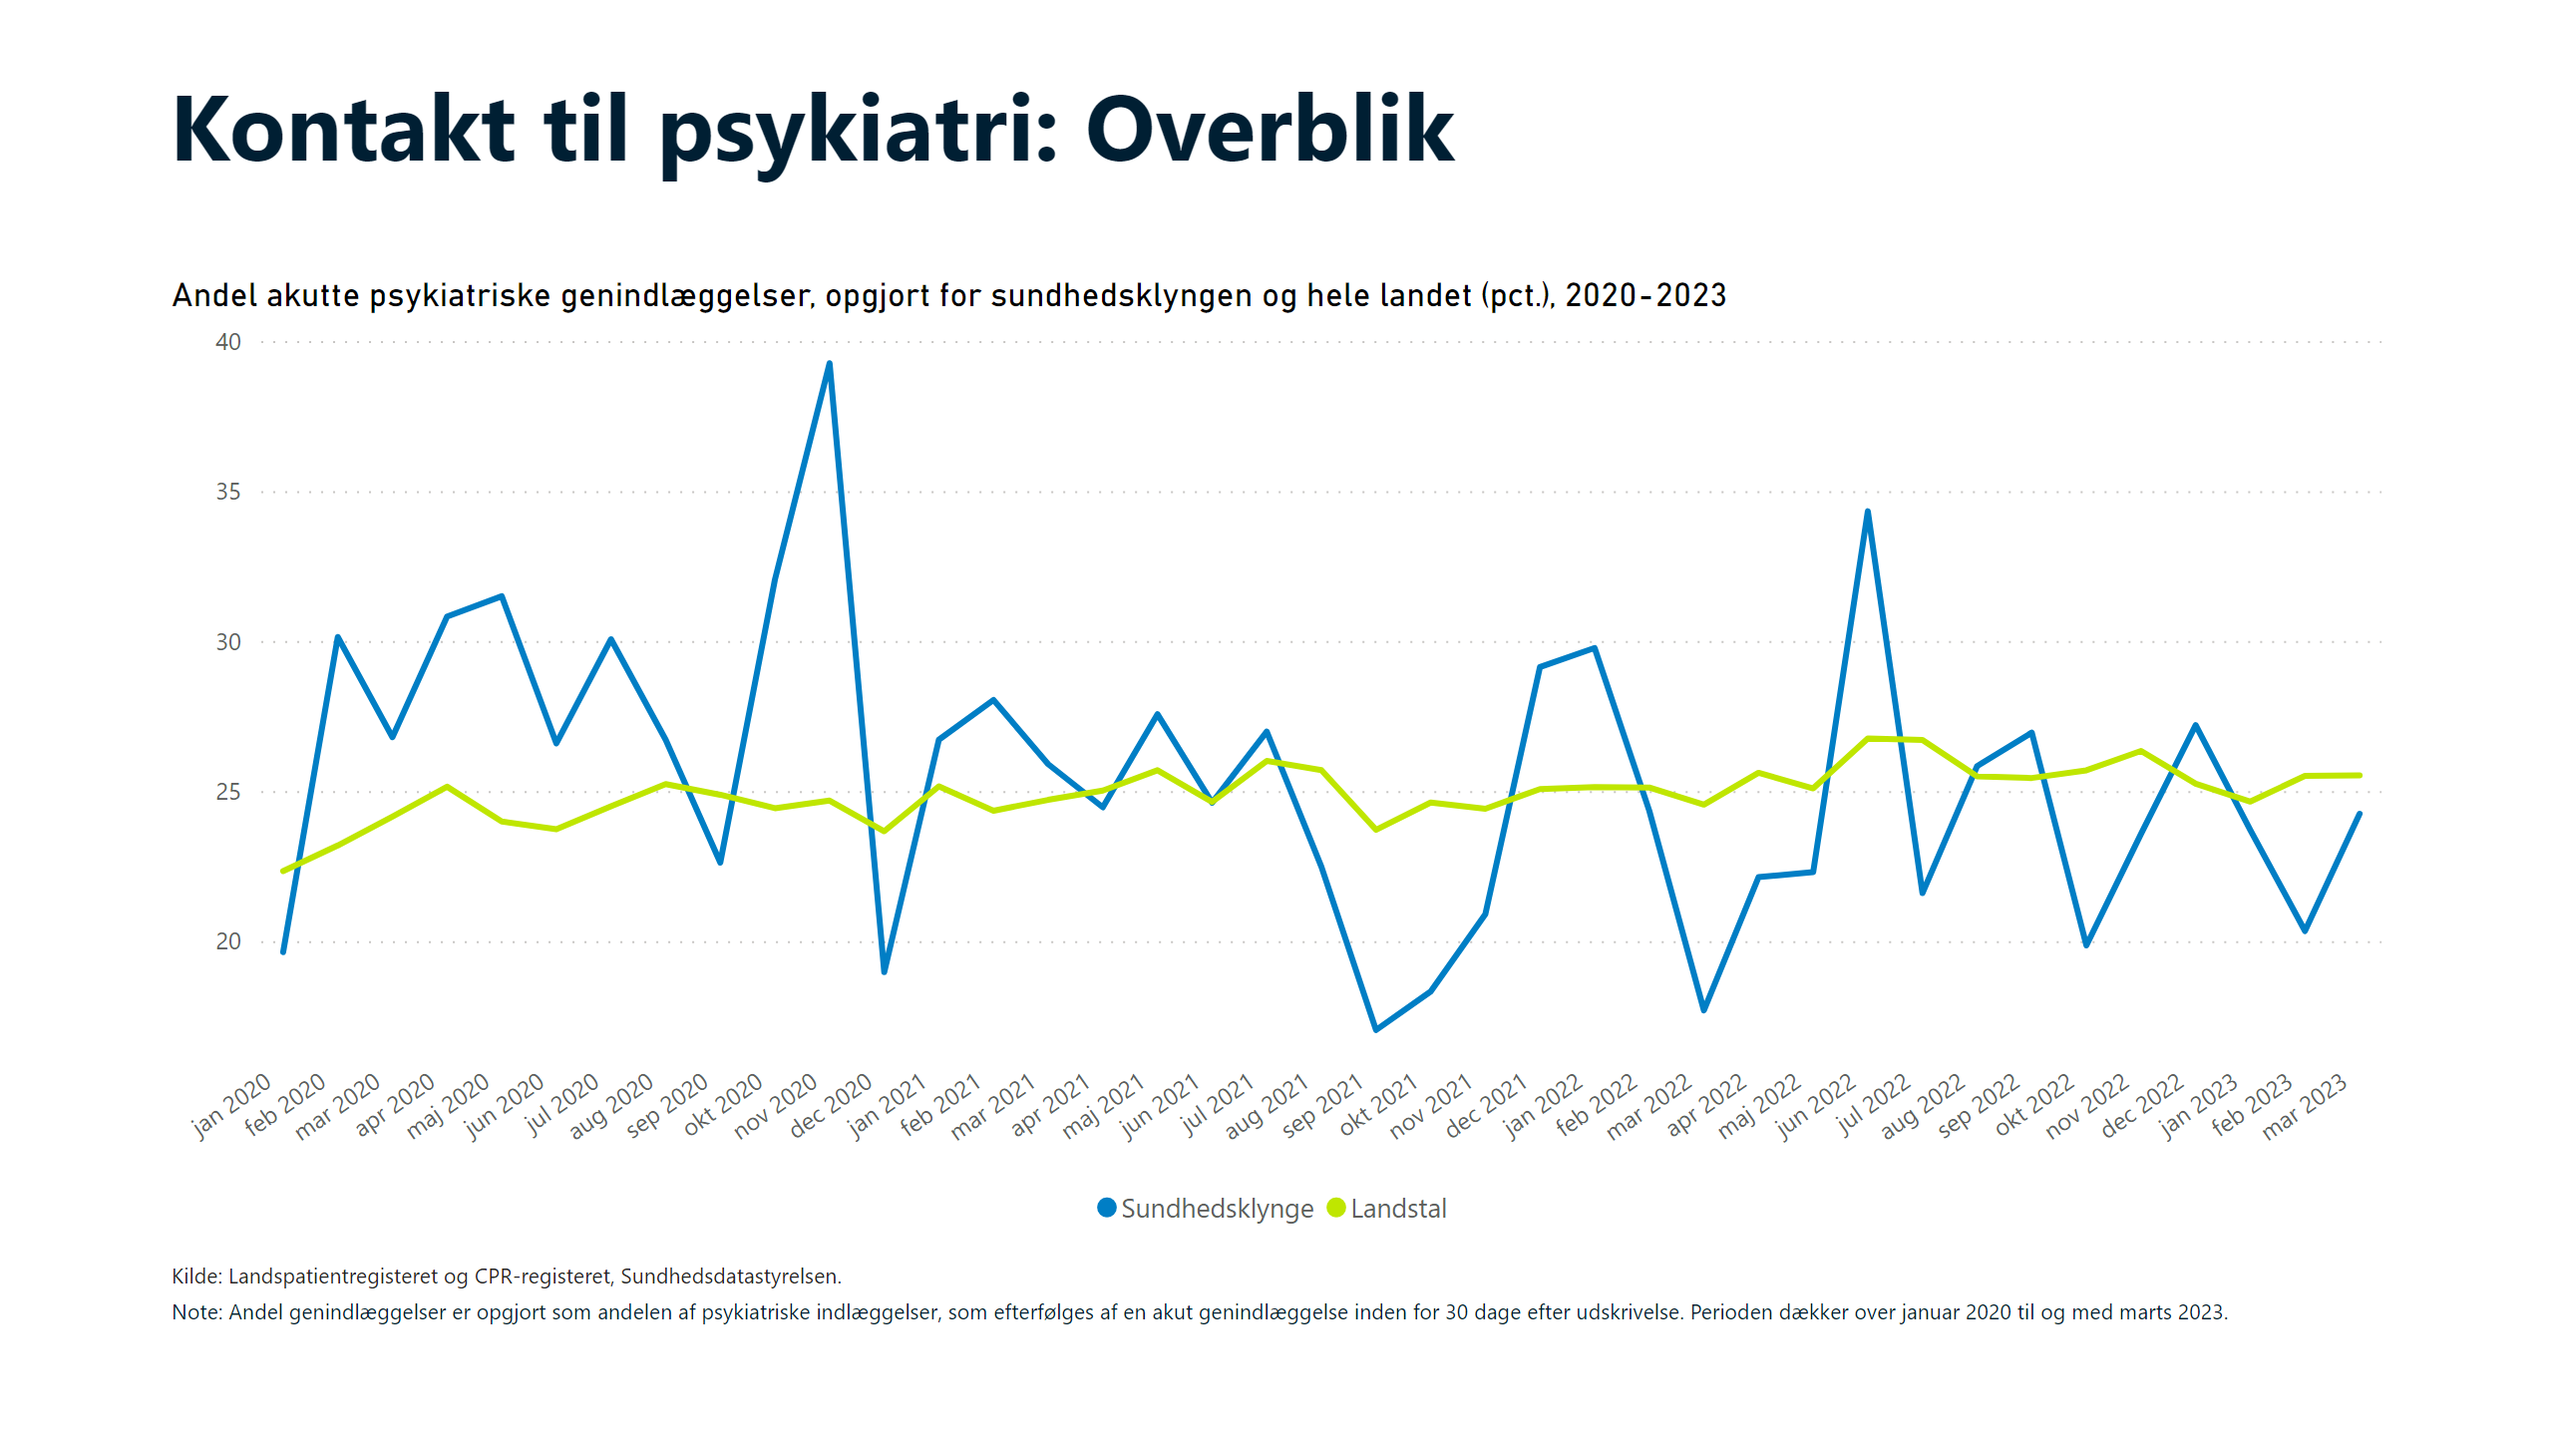 Kontakt til psykiatri: Overblik
Andel akutte psykiatriske genindlæggelser, opgjort for sundhedsklyngen og hele landet (pct.), 2020-2023
40
35
30
25
20
jan 2020
feb 2020
mar 2020
apr 2020
maj 2020
jun 2020
jul 2020
aug 2020
sep 2020
okt 2020
nov 2020
dec 2020
jan 2021
feb 2021
mar 2021
apr 2021
maj 2021
jun 2021
jul 2021
aug 2021
sep 2021
okt 2021
nov 2021
dec 2021
jan 2022
feb 2022
mar 2022
apr 2022
maj 2022
jun 2022
jul 2022
aug 2022
sep 2022
okt 2022
nov 2022
dec 2022
jan 2023
feb 2023
mar 2023
Sundhedsklynge Landstal
Kilde: Landspatientregisteret og CPR-registeret, Sundhedsdatastyrelsen.
Note: Andel genindlæggelser er opgjort som andelen af psykiatriske indlæggelser, som efterfølges af en akut genindlæggelse inden for 30 dage efter udskrivelse. Perioden dækker over januar 2020 til og med marts 2023.